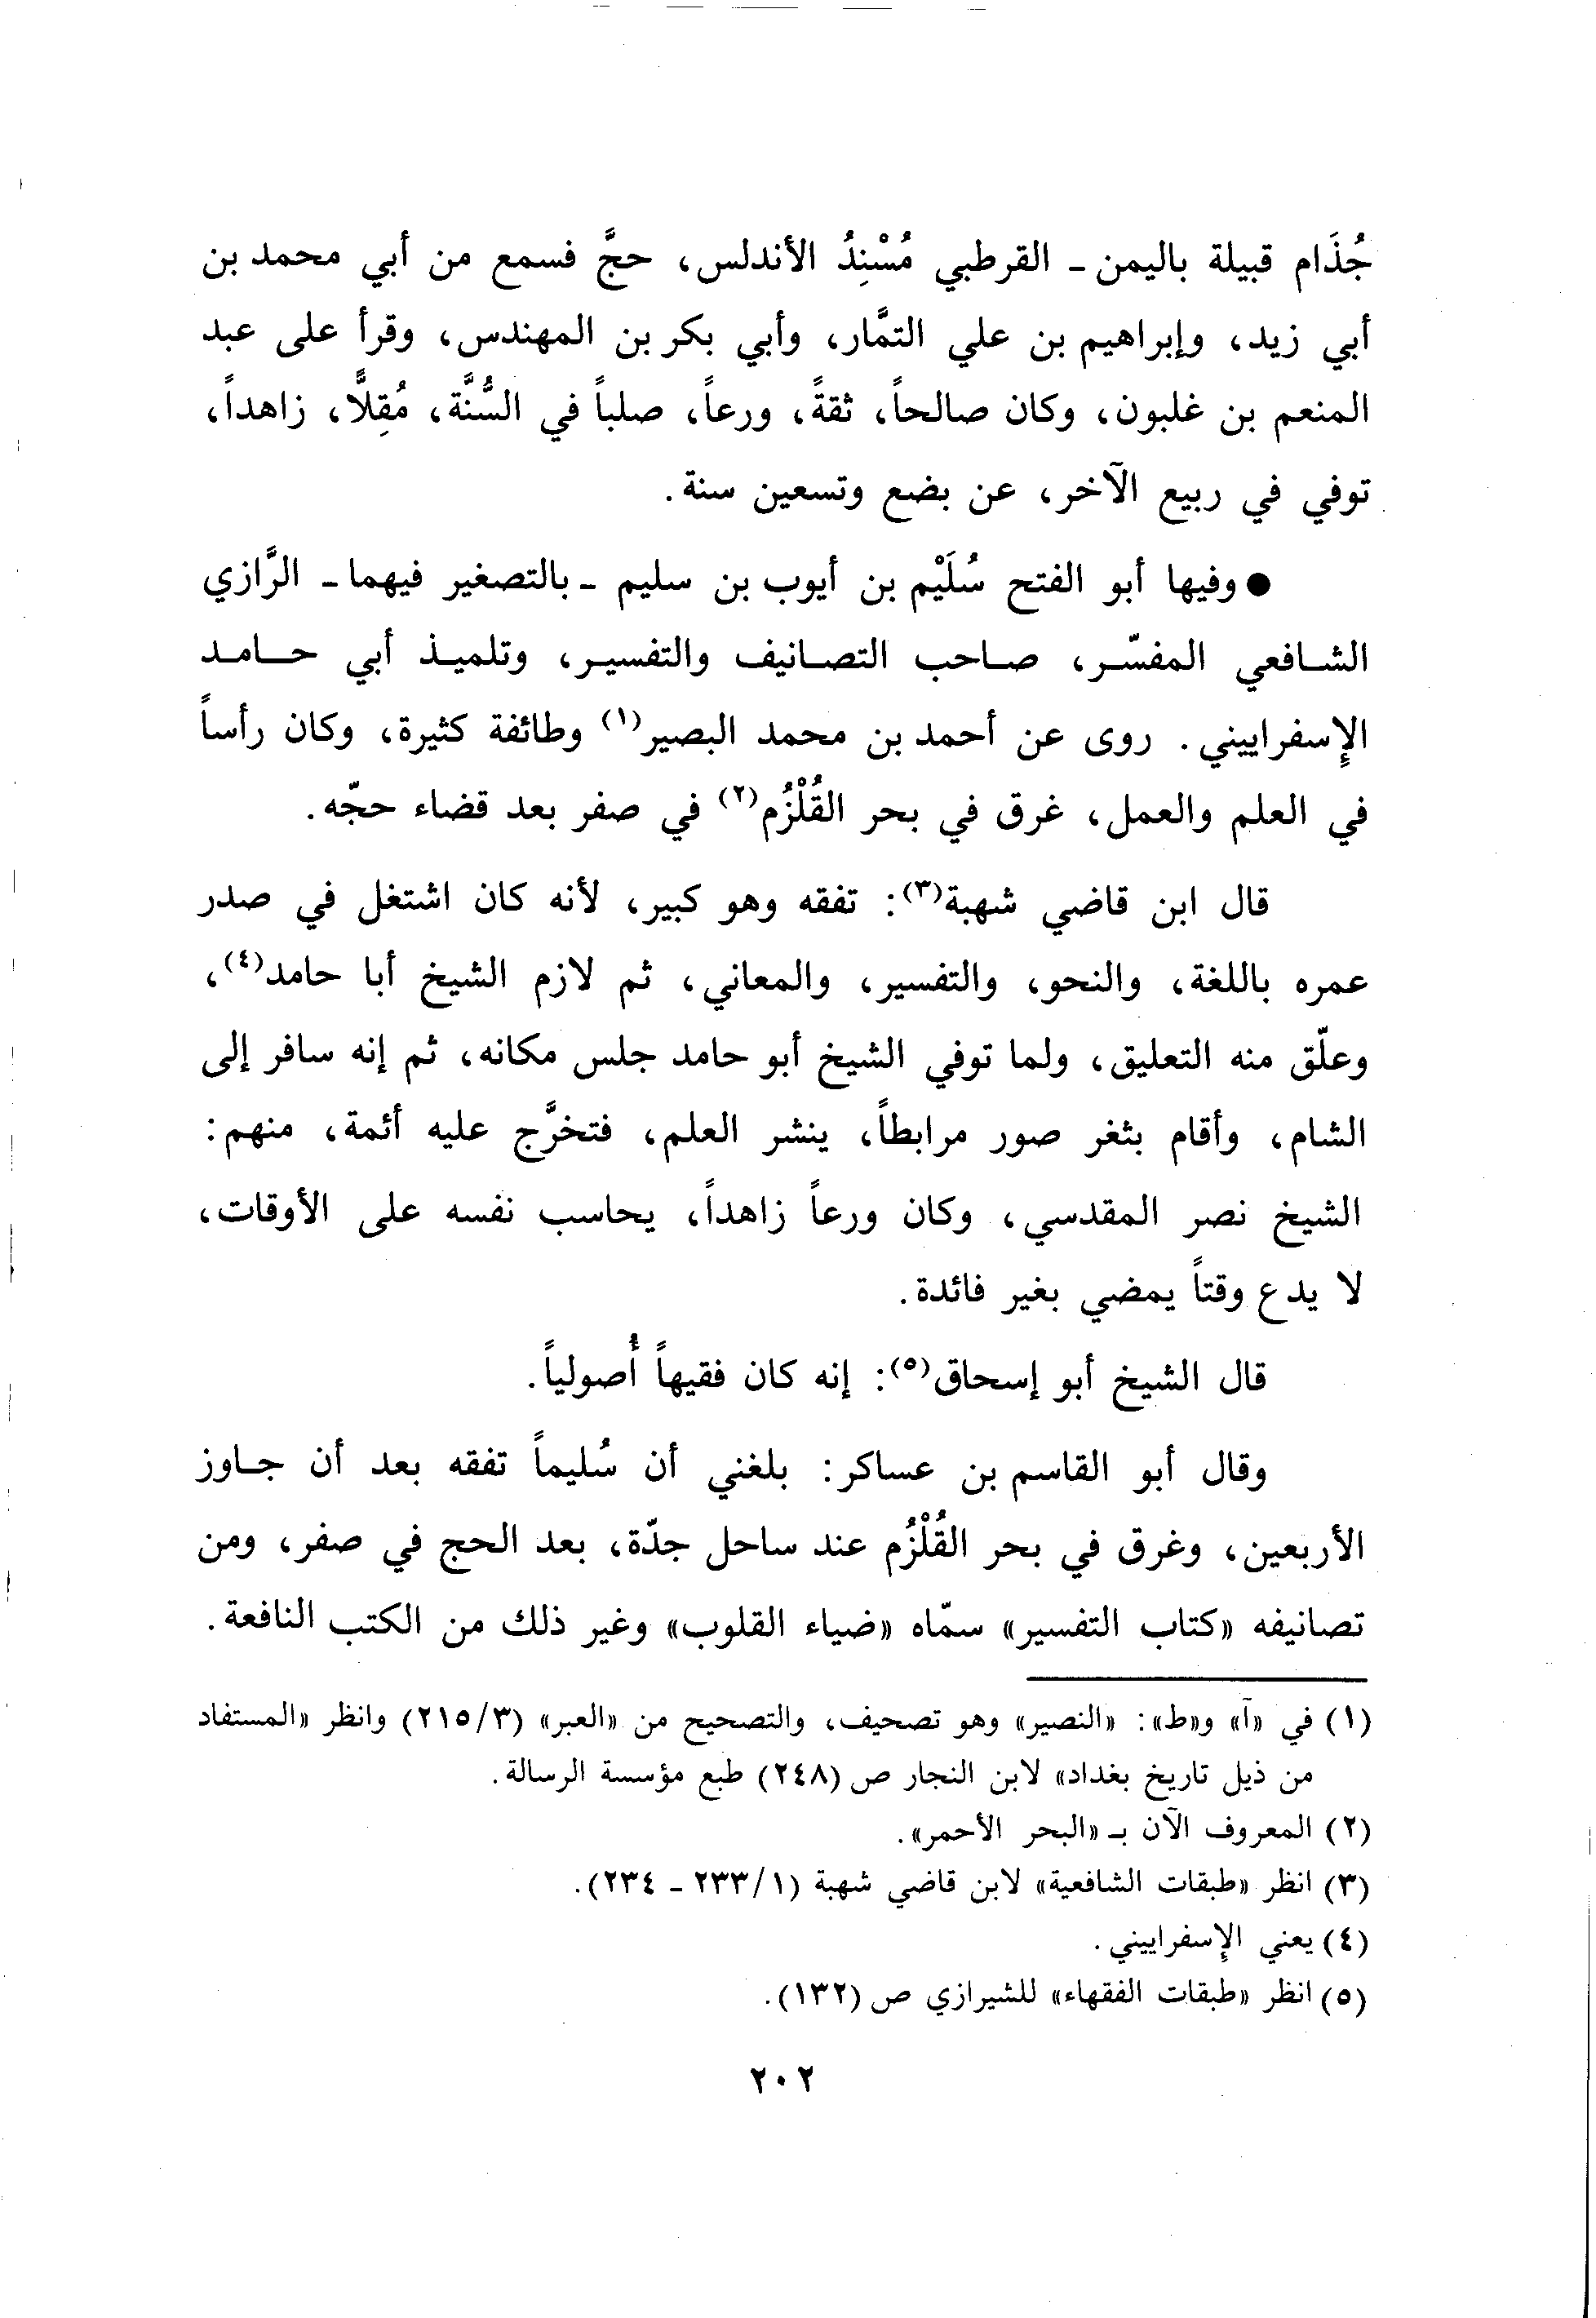 جُذَام قبيلة باليمن - القرطبي مُسْنِدُ الأندلس، حجَّ فسمع من أبي محمد بن
أبي زيد، وإبراهيم بن علي التمَّار، وأبي بكر بن المهندس، وقرأ على عبد
المنعم بن غلبون، وكان صالحاً، ثقةً، ورعاً، صلباً في السُّنَّة، مُقِلاًّ، زاهداً،
توفي في ربيع الآخر، عن بضع وتسعين سنة.
● وفيها أبو الفتح سُلَيْم بن أيوب بن سليم - بالتصغير فيهما - الرَّازي
الشافعي المفسّر، صاحب التصانيف والتفسير، وتلميذ أبي حامد
الإسفراييني. روى عن أحمد بن محمد البصير(١) وطائفة كثيرة، وكان رأساً
في العلم والعمل، غرق في بحر القُلْزُم(٢) في صفر بعد قضاء حجّه.
قال ابن قاضي شهبة(٣): تفقه وهو كبير، لأنه كان اشتغل في صدر
عمره باللغة، والنحو، والتفسير، والمعاني، ثم لازم الشيخ أبا حامد(٤)،
وعلّق منه التعليق، ولما توفي الشيخ أبو حامد جلس مكانه، ثم إنه سافر إلى
الشام، وأقام بثغر صور مرابطاً، ينشر العلم، فتخرَّج عليه أئمة، منهم:
الشيخ نصر المقدسي، وكان ورعاً زاهداً، يحاسب نفسه على الأوقات،
لا يدع وقتاً يمضي بغير فائدة.
قال الشيخ أبو إسحاق(٥): إنه كان فقيهاً أُصولياً.
وقال أبو القاسم بن عساكر: بلغني أن سُليماً تفقه بعد أن جاوز
الأربعين، وغرق في بحر القُلْزُم عند ساحل جدّة، بعد الحج في صفر، ومن
تصانيفه «كتاب التفسير» سمّاه «ضياء القلوب» وغير ذلك من الكتب النافعة.
(١) في «آ» و«ط»: «النصير» وهو تصحيف، والتصحيح من «العبر» (٢١٥/٣) وانظر «المستفاد
من ذيل تاريخ بغداد» لابن النجار ص (٢٤٨) طبع مؤسسة الرسالة.
(٢) المعروف الآن بـ «البحر الأحمر».
(٣) انظر «طبقات الشافعية» لابن قاضي شهبة (٢٣٣/١ - ٢٣٤).
(٤) يعني الإسفراييني.
(٥) انظر «طبقات الفقهاء» للشيرازي ص (١٣٢).
٢٠٢